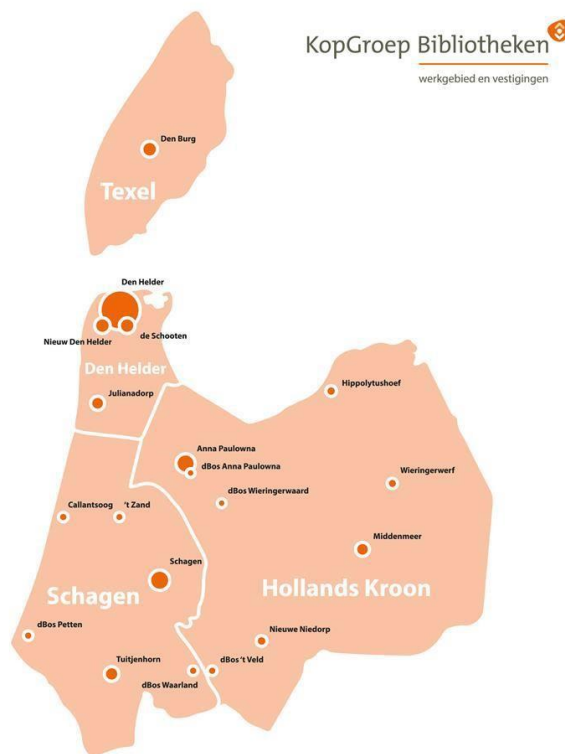 KopGroep Bibliotheken
werkgebied en vestigingen
Den Burg
Texel
Den Helder
Nieuw Den Helder
de Schooten
Den Helder
Julianadorp
Hippolytushoef
Anna Paulowna
dBos Anna Paulowna
Wieringerwerf
dBos Wieringerwaard
Callantsoog
't Zand
Middenmeer
Schagen
Schagen
Hollands Kroon
dBos Petten
Nieuwe Niedorp
Tuitjenhorn
dBos 't Veld
dBos Waarland